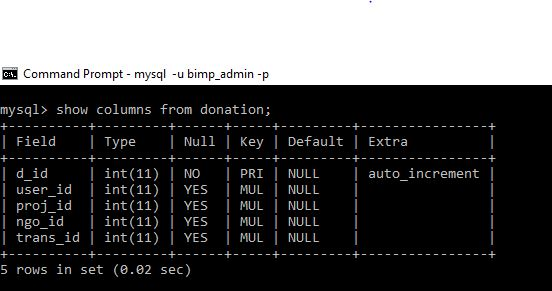 Command Prompt - mysql  -u bimp_admin -p
mysql> show columns from donation;
+----------+---------+------+-----+---------+----------------+
| Field    | Type    | Null | Key | Default | Extra          |
+----------+---------+------+-----+---------+----------------+
| d_id     | int(11) | NO   | PRI | NULL    | auto_increment |
| user_id  | int(11) | YES  | MUL | NULL    |                |
| proj_id  | int(11) | YES  | MUL | NULL    |                |
| ngo_id   | int(11) | YES  | MUL | NULL    |                |
| trans_id | int(11) | YES  | MUL | NULL    |                |
+----------+---------+------+-----+---------+----------------+
5 rows in set (0.02 sec)